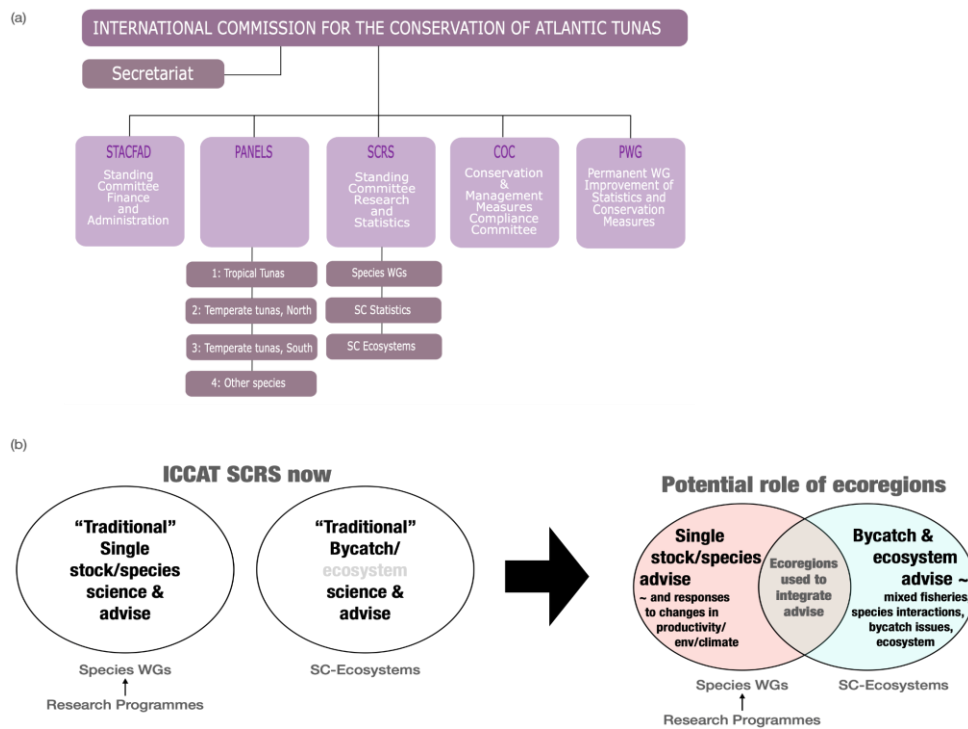 (a)
INTERNATIONAL COMMISSION FOR THE CONSERVATION OF ATLANTIC TUNAS
Secretariat
STACFAD
Standing
Committee
Finance
and
Administration
PANELS
SCRS
Standing
Committee
Research
and
Statistics
COC
Conservation
&
Management
Measures
Compliance
Committee
PWG
Permanent WG
Improvement of
Statistics and
Conservation
Measures
1: Tropical Tunas
2: Temperate tunas, North
3: Temperate tunas, South
4: Other species
Species WGs
SC Statistics
SC Ecosystems
(b)
ICCAT SCRS now
"Traditional"
Single
stock/species
science &
advise
Species WGs
Research Programmes
"Traditional"
Bycatch/
ecosystem
science &
advise
SC-Ecosystems
Potential role of ecoregions
Single
stock/species
advise
~ and responses
to changes in
productivity/
env/climate
Ecoregions
used to
integrate
advise
Bycatch &
ecosystem
advise ~
mixed fisheries,
species interactions,
bycatch issues,
ecosystem
Species WGs
Research Programmes
SC-Ecosystems